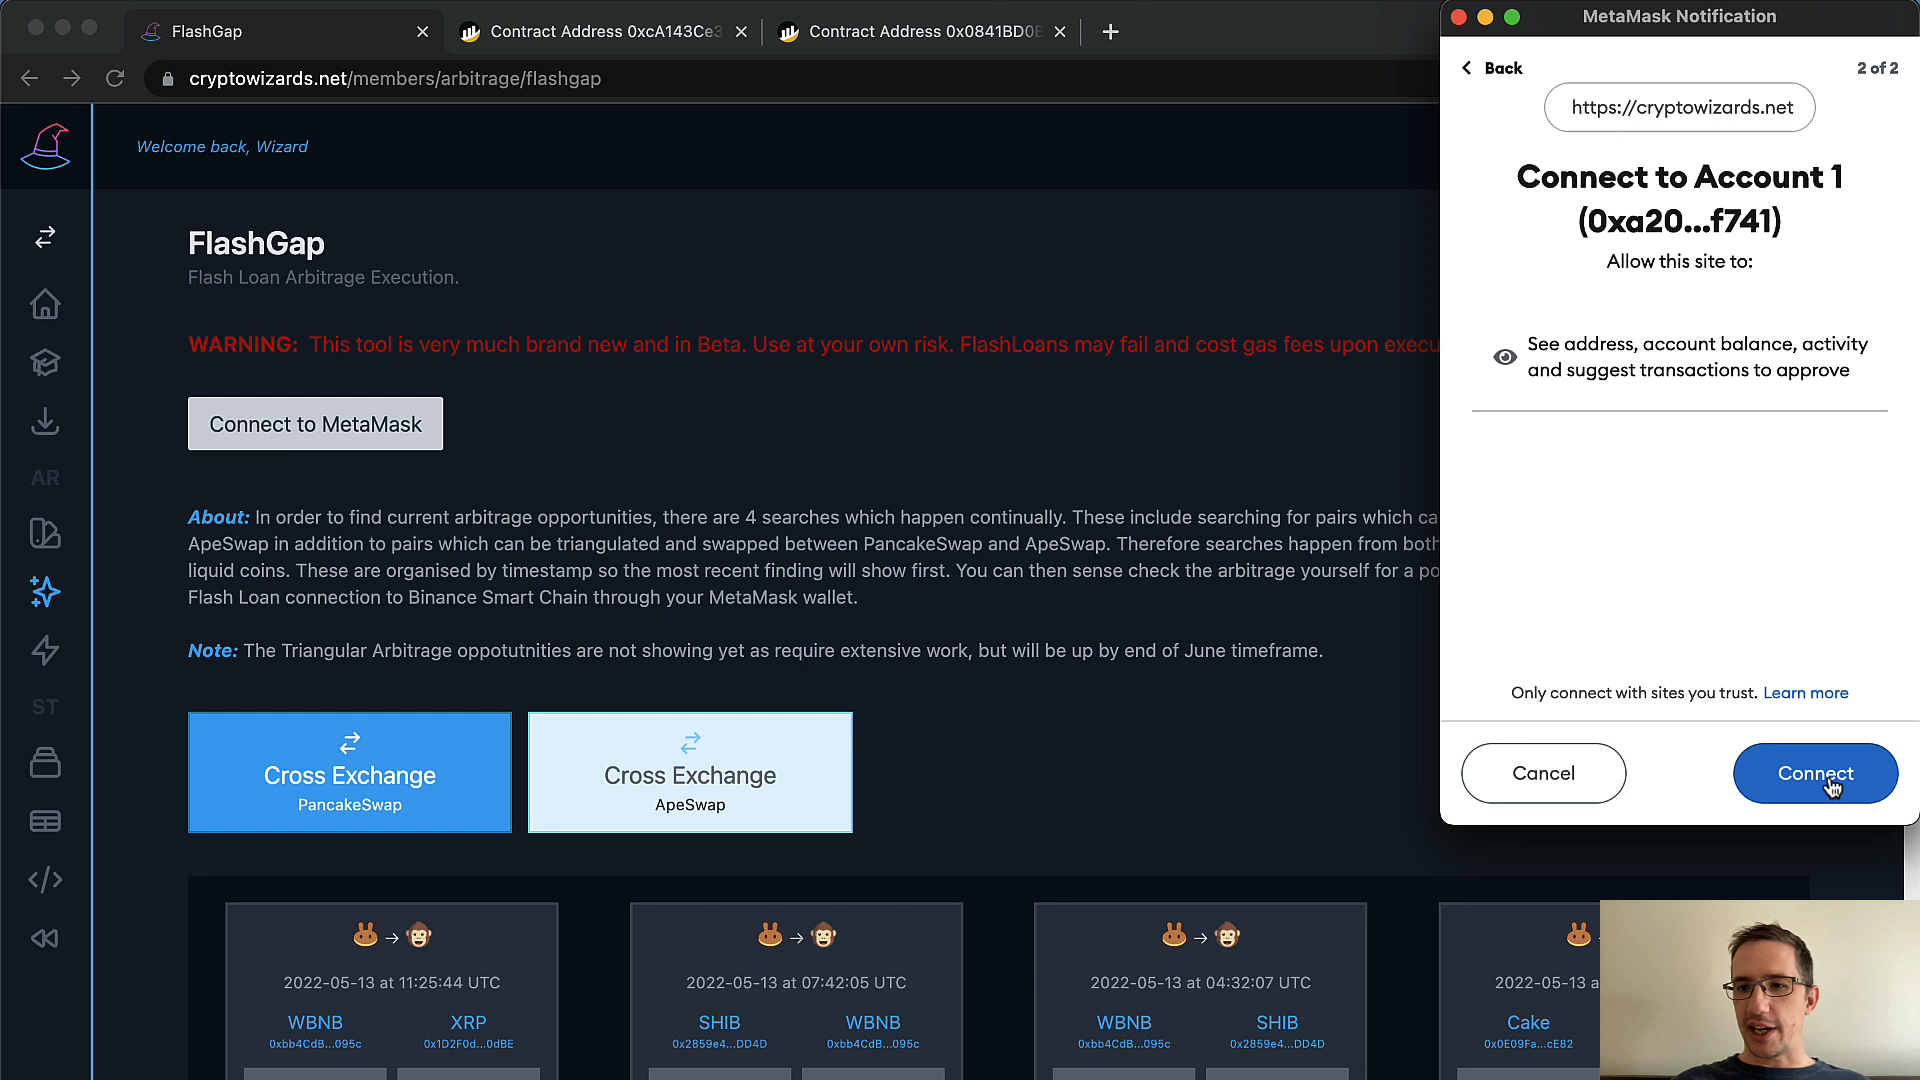 FlashGap
Contract Address 0xcA143Ce3
Contract Address 0x0841BD0B
cryptowizards.net/members/arbitrage/flashgap
MetaMask Notification
Back
2 of 2
https://cryptowizards.net
Connect to Account 1
(0xa20...f741)
Allow this site to:
See address, account balance, activity
and suggest transactions to approve
Only connect with sites you trust. Learn more
Cancel
Connect
Welcome back, Wizard
FlashGap
Flash Loan Arbitrage Execution.
WARNING: This tool is very much brand new and in Beta. Use at your own risk. FlashLoans may fail and cost gas fees upon execu
Connect to MetaMask
About: In order to find current arbitrage opportunities, there are 4 searches which happen continually. These include searching for pairs which ca
ApeSwap in addition to pairs which can be triangulated and swapped between PancakeSwap and ApeSwap. Therefore searches happen from both
liquid coins. These are organised by timestamp so the most recent finding will show first. You can then sense check the arbitrage yourself for a po
Flash Loan connection to Binance Smart Chain through your MetaMask wallet.
Note: The Triangular Arbitrage oppotutnities are not showing yet as require extensive work, but will be up by end of June timeframe.
AR
ST
Cross Exchange
PancakeSwap
Cross Exchange
ApeSwap
2022-05-13 at 11:25:44 UTC
WBNB XRP
0xbb4CdB...095c 0x1D2F0d...0dBE
2022-05-13 at 07:42:05 UTC
SHIB WBNB
0x2859e4...DD4D 0xbb4CdB...095c
2022-05-13 at 04:32:07 UTC
WBNB SHIB
0xbb4CdB...095c 0x2859e4...DD4D
2022-05-13 a
Cake
0x0E09Fa...cE82